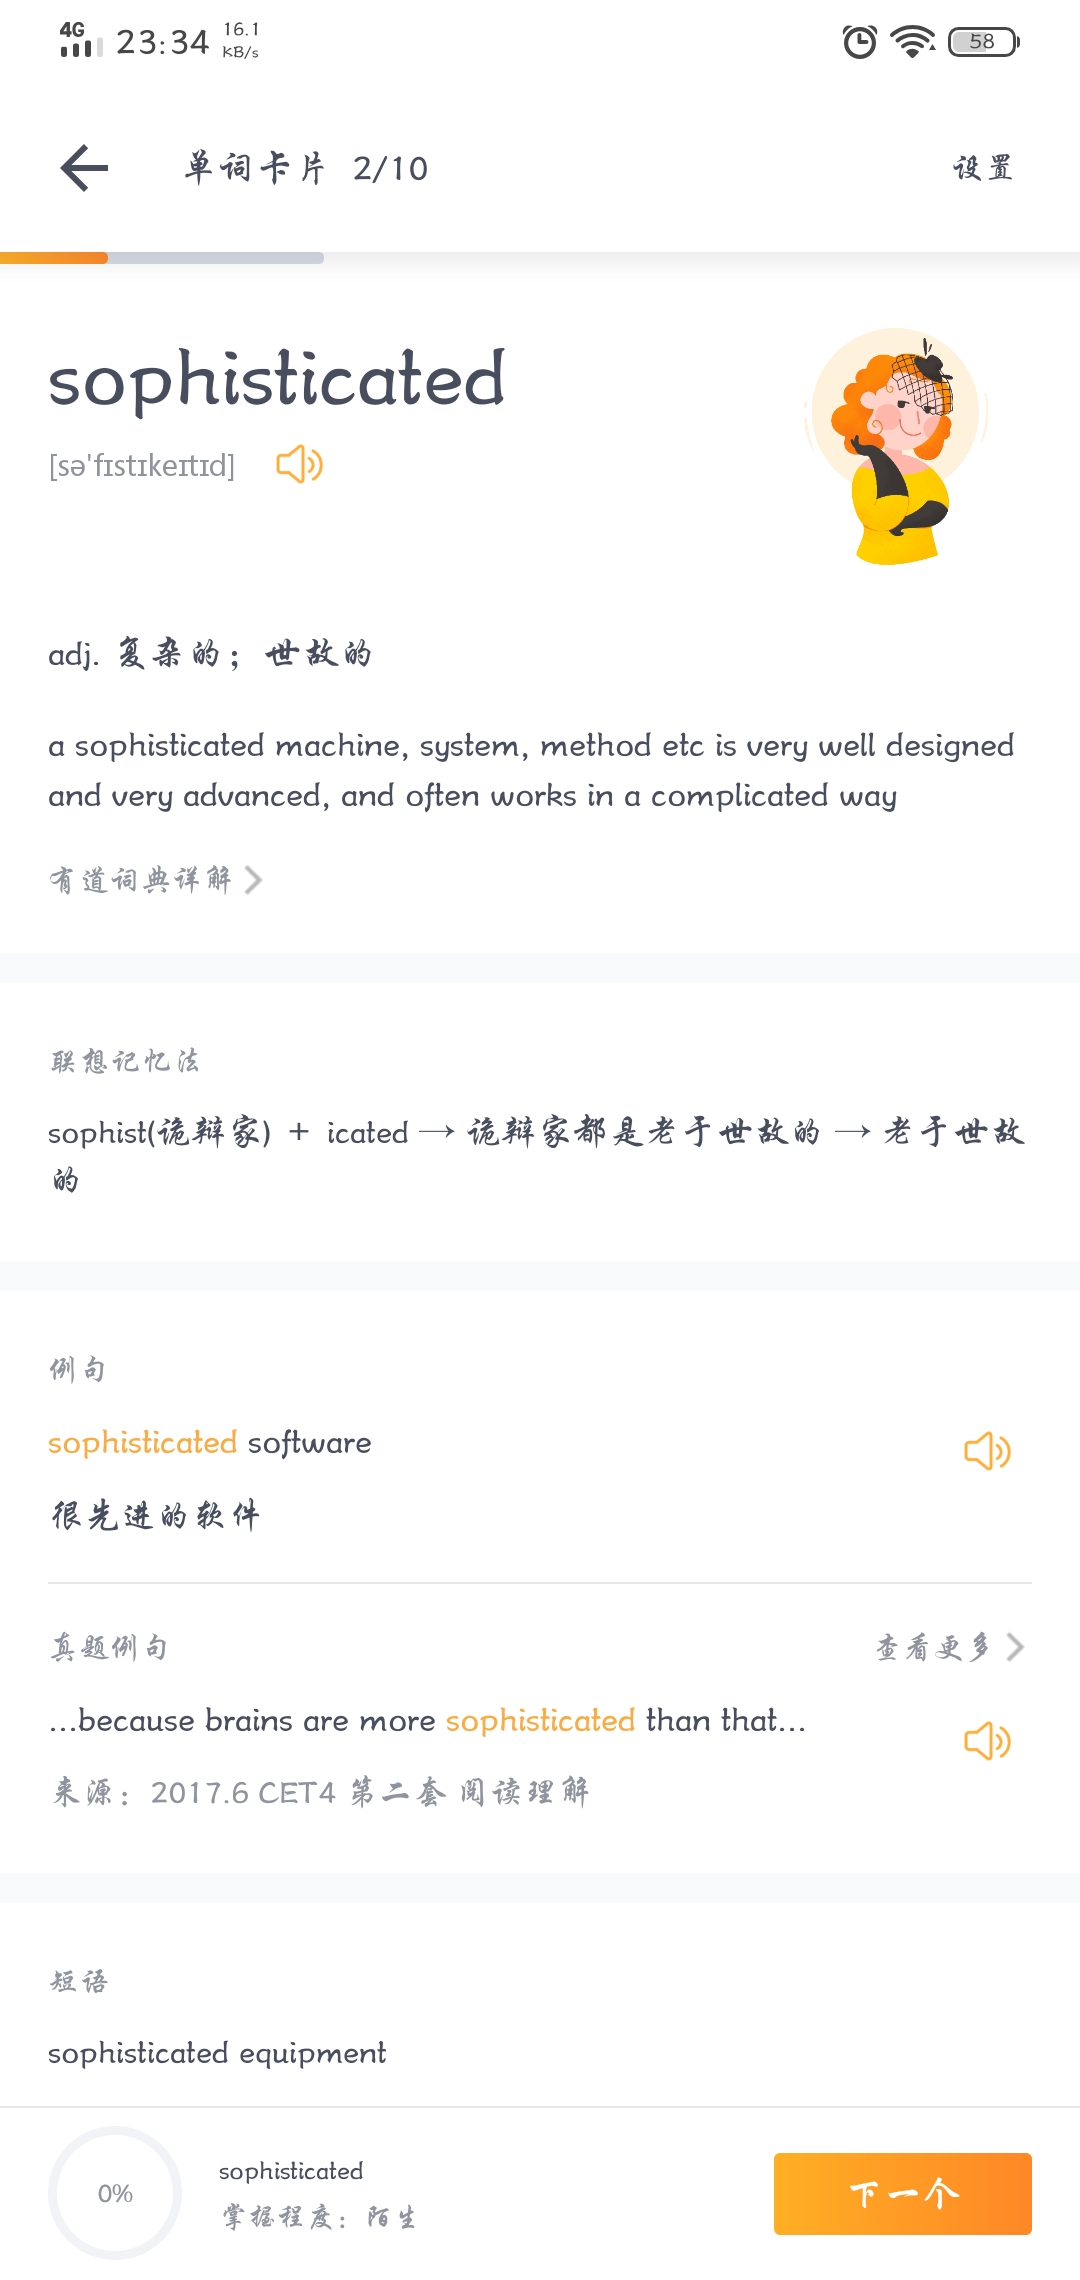 4G 23:34 16.1 KB/s 58
单词卡片 2/10 设置
sophisticated
[sə'fɪstɪkeɪtɪd]
adj. 复杂的；世故的
a sophisticated machine, system, method etc is very well designed
and very advanced, and often works in a complicated way
有道词典详解
联想记忆法
sophist(诡辩家) + icated → 诡辩家都是老于世故的 → 老于世故
的
例句
sophisticated software
很先进的软件
真题例句 查看更多
...because brains are more sophisticated than that...
来源：2017.6 CET4 第二套 阅读理解
短语
sophisticated equipment
0% sophisticated
掌握程度：陌生
下一个